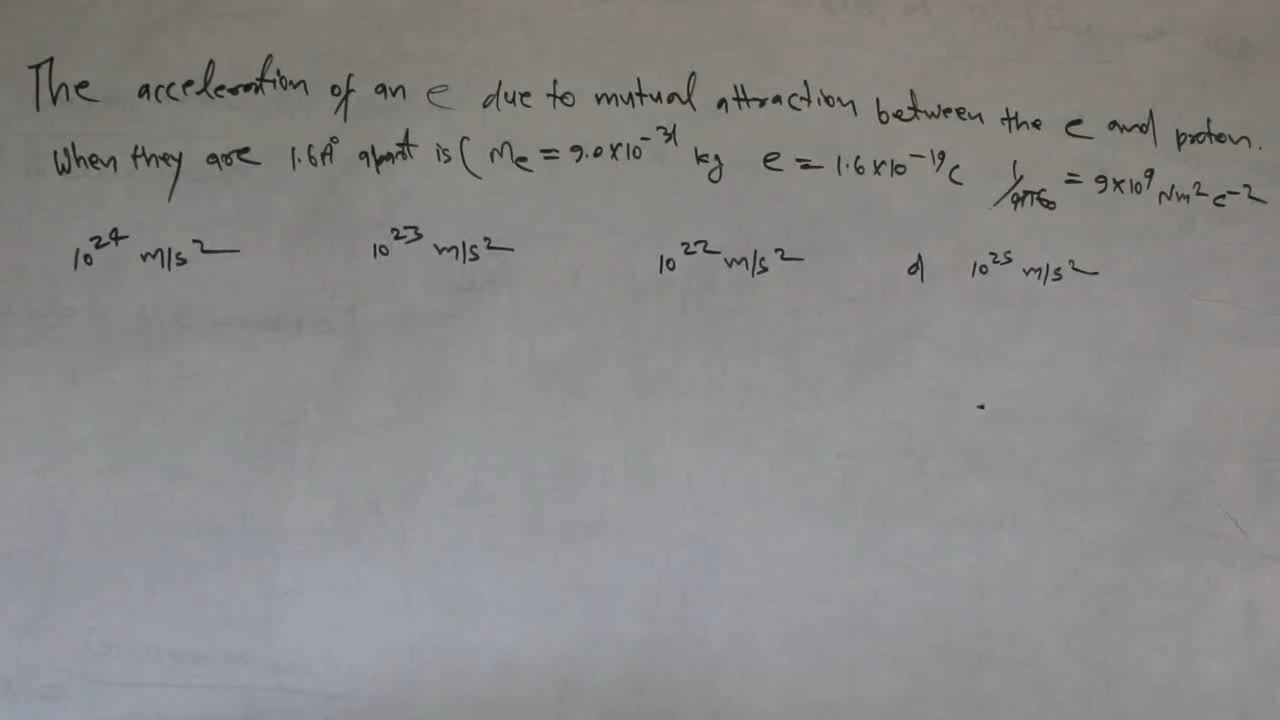 The acceleration of an e due to mutual attraction between the e and proton.
When they are 1.6A° apart is (Me = 9.0×10⁻³¹ kg e = 1.6×10⁻¹⁹C 1/4πε₀ = 9×10⁹ Nm²c⁻²
10²⁴ m/s² 10²³ m/s² 10²² m/s² d) 10²⁵ m/s²